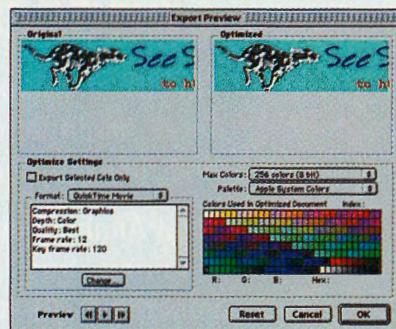 Export Preview
Original
Optimized
See S
to hi
See S
to h
Optimize Settings
Export Selected Cels Only
Format: QuickTime Movie
Compression: Graphics
Depth: Color
Quality: Best
Frame rate: 12
Key frame rate: 120
Change...
Max Colors: 256 colors (8 bit)
Palette: Apple System Colors
Colors Used in Optimized Document Index:
R: G: B: Hex:
Preview
Reset
Cancel
OK